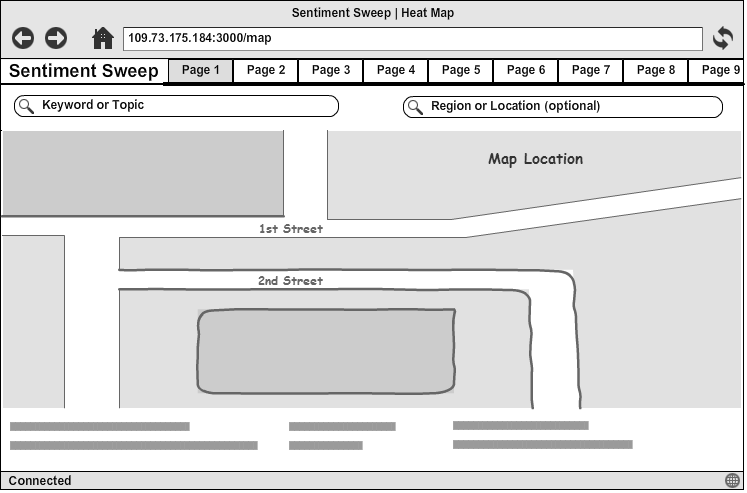 Sentiment Sweep | Heat Map
109.73.175.184:3000/map
Sentiment Sweep Page 1 Page 2 Page 3 Page 4 Page 5 Page 6 Page 7 Page 8 Page 9
Keyword or Topic Region or Location (optional)
Map Location
1st Street
2nd Street
Connected